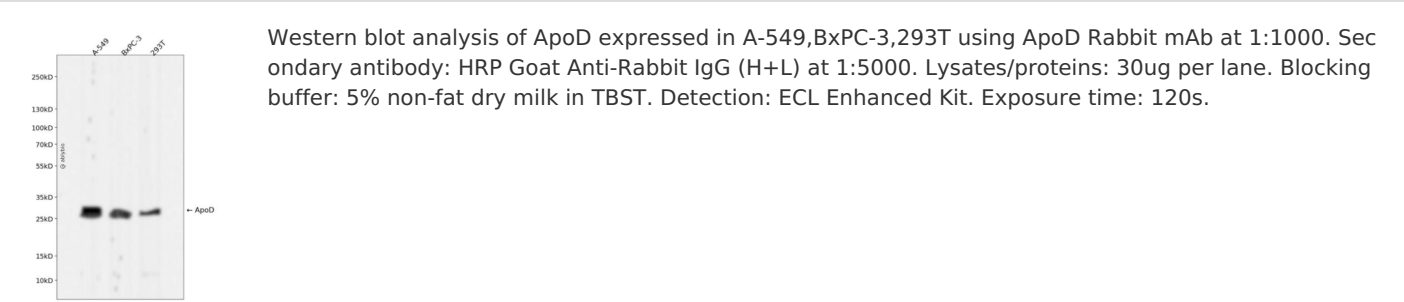 A-549 BxPC-3 293T
250kD
130kD
100kD
70kD
55kD
@ abiybio
35kD
← ApoD
25kD
15kD
10kD
Western blot analysis of ApoD expressed in A-549,BxPC-3,293T using ApoD Rabbit mAb at 1:1000. Sec
ondary antibody: HRP Goat Anti-Rabbit IgG (H+L) at 1:5000. Lysates/proteins: 30ug per lane. Blocking
buffer: 5% non-fat dry milk in TBST. Detection: ECL Enhanced Kit. Exposure time: 120s.